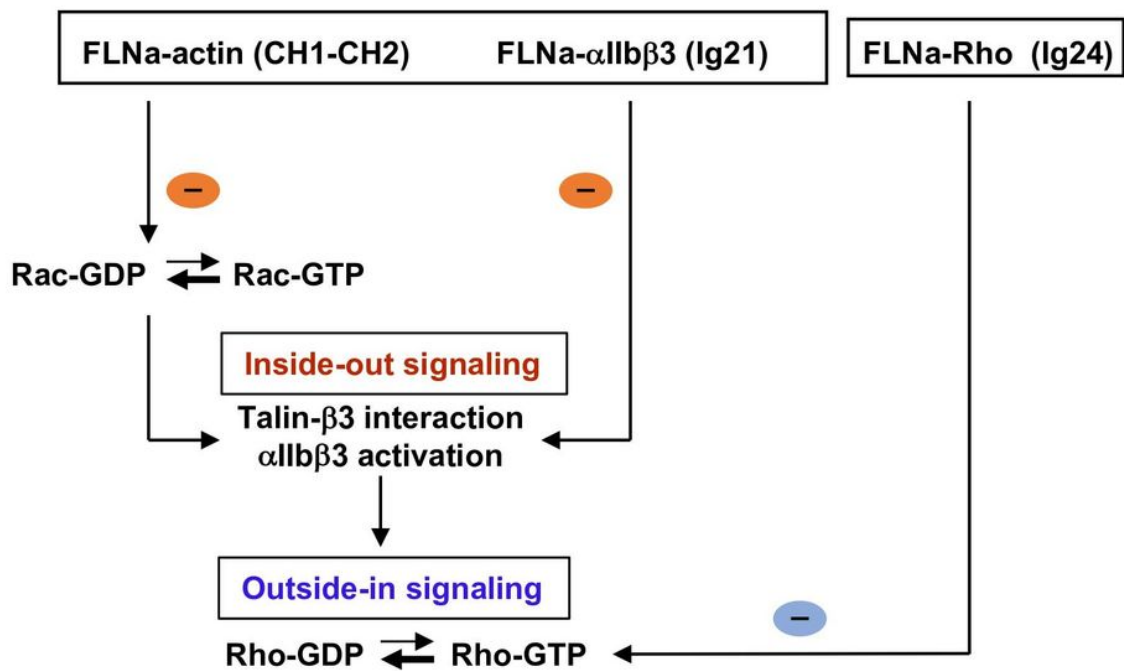 FLNa-actin (CH1-CH2) FLNa-αIIbβ3 (Ig21) FLNa-Rho (Ig24)
− −
Rac-GDP Rac-GTP
Inside-out signaling
Talin-β3 interaction
αIIbβ3 activation
Outside-in signaling
−
Rho-GDP Rho-GTP